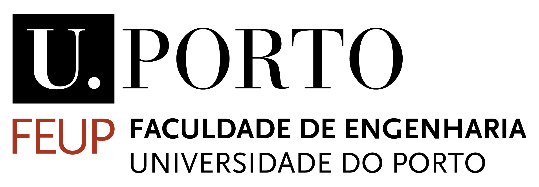 U. PORTO
FEUP FACULDADE DE ENGENHARIA
UNIVERSIDADE DO PORTO